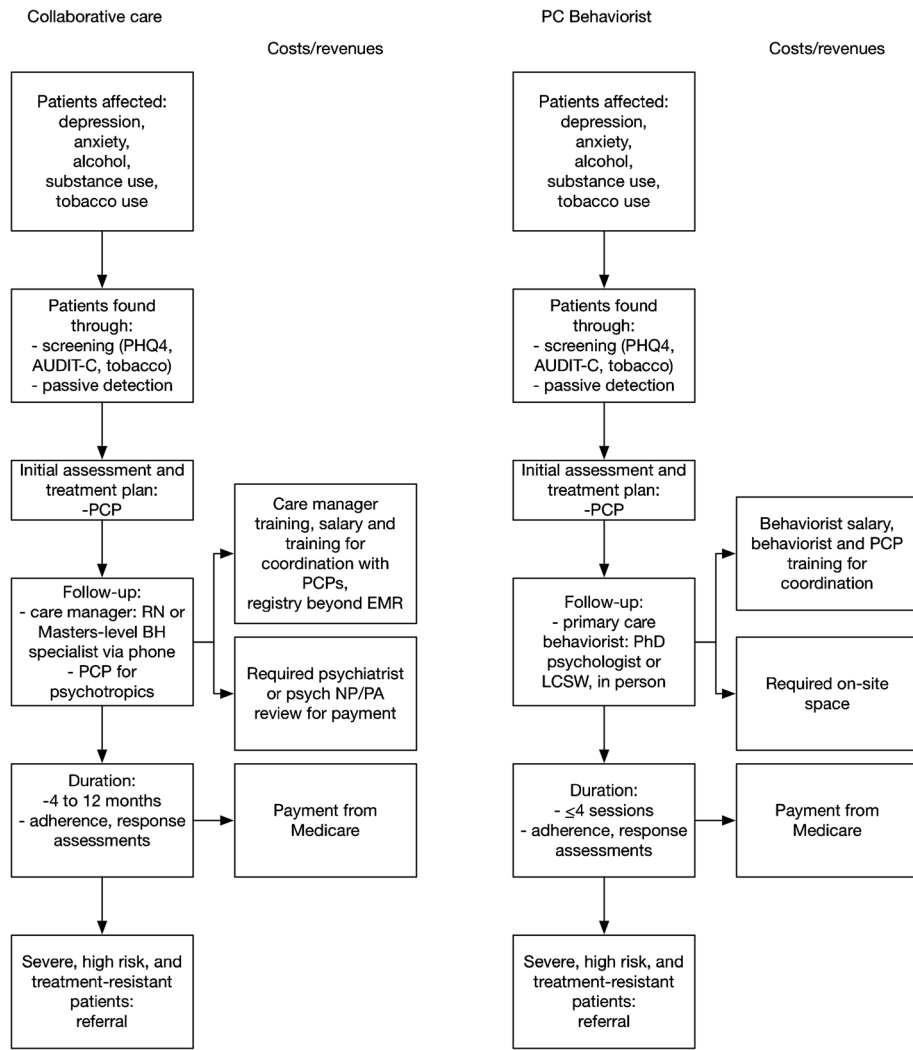 Collaborative care
Costs/revenues
Patients affected:
depression,
anxiety,
alcohol,
substance use,
tobacco use
Patients found
through:
- screening (PHQ4,
AUDIT-C, tobacco)
- passive detection
Initial assessment and
treatment plan:
-PCP
Care manager
training, salary and
training for
coordination with
PCPs,
registry beyond EMR
Follow-up:
- care manager: RN or
Masters-level BH
specialist via phone
- PCP for
psychotropics
Required psychiatrist
or psych NP/PA
review for payment
Duration:
-4 to 12 months
- adherence, response
assessments
Payment from
Medicare
Severe, high risk, and
treatment-resistant
patients:
referral
PC Behaviorist
Costs/revenues
Patients affected:
depression,
anxiety,
alcohol,
substance use,
tobacco use
Patients found
through:
- screening (PHQ4,
AUDIT-C, tobacco)
- passive detection
Initial assessment and
treatment plan:
-PCP
Behaviorist salary,
behaviorist and PCP
training for
coordination
Follow-up:
- primary care
behaviorist: PhD
psychologist or
LCSW, in person
Required on-site
space
Duration:
- ≤4 sessions
- adherence, response
assessments
Payment from
Medicare
Severe, high risk, and
treatment-resistant
patients:
referral